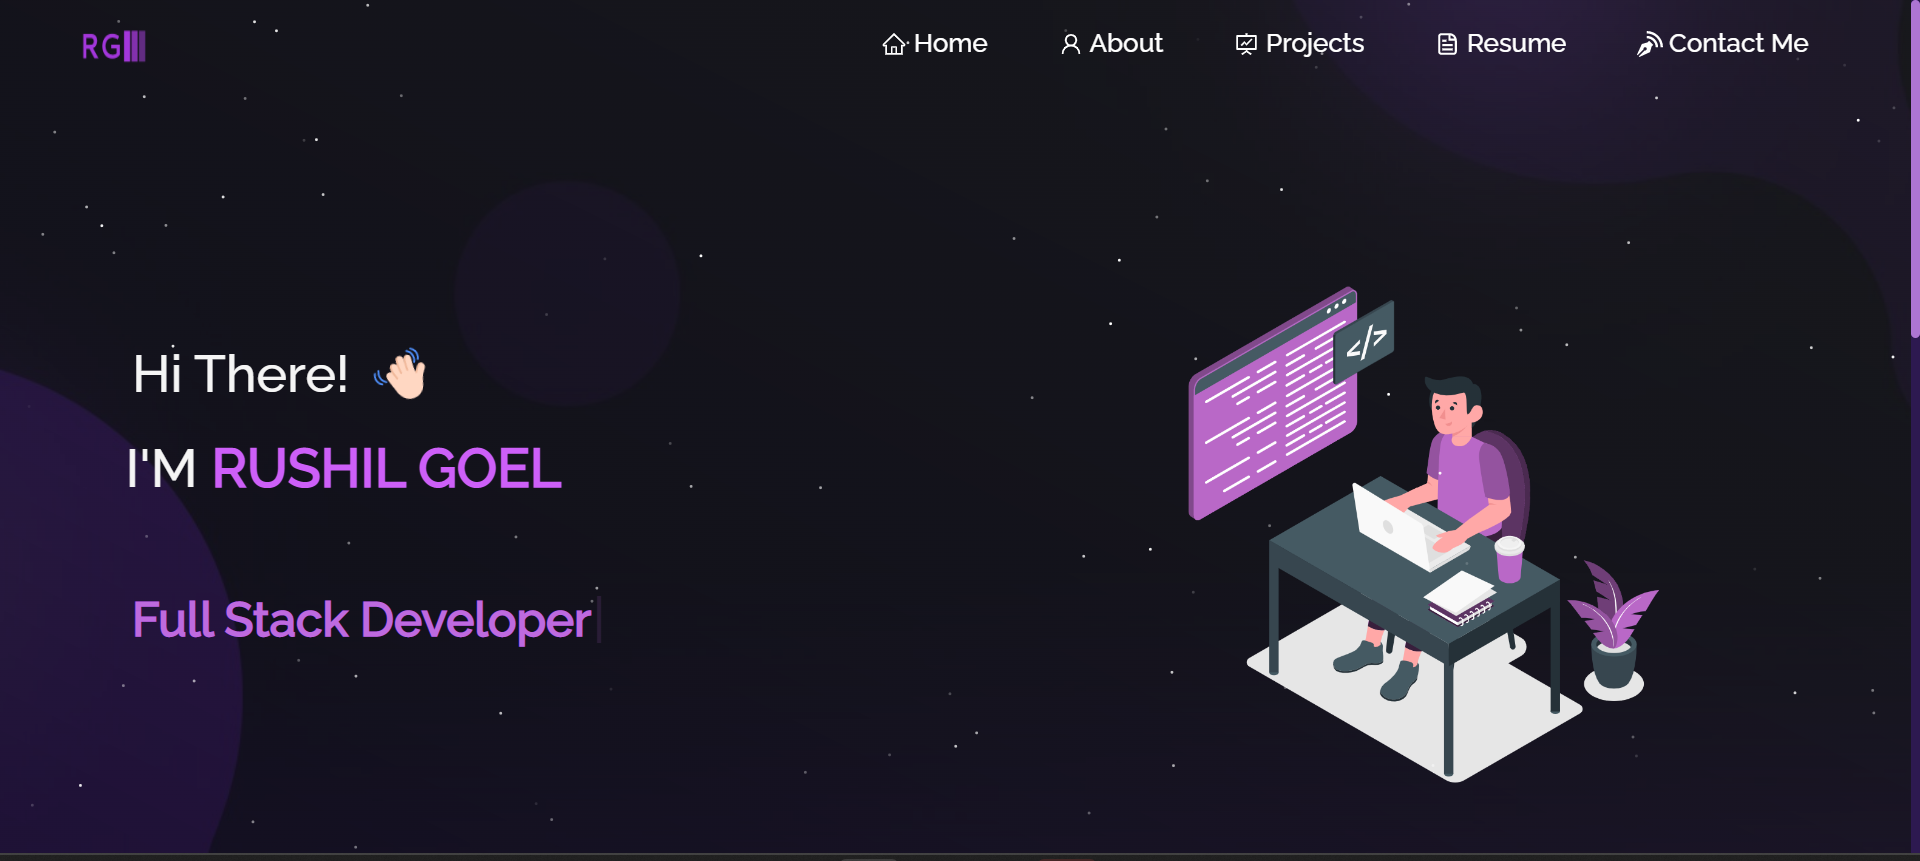 RG
Home About Projects Resume Contact Me
</>
Hi There! 👋🏻
I'M RUSHIL GOEL
Full Stack Developer